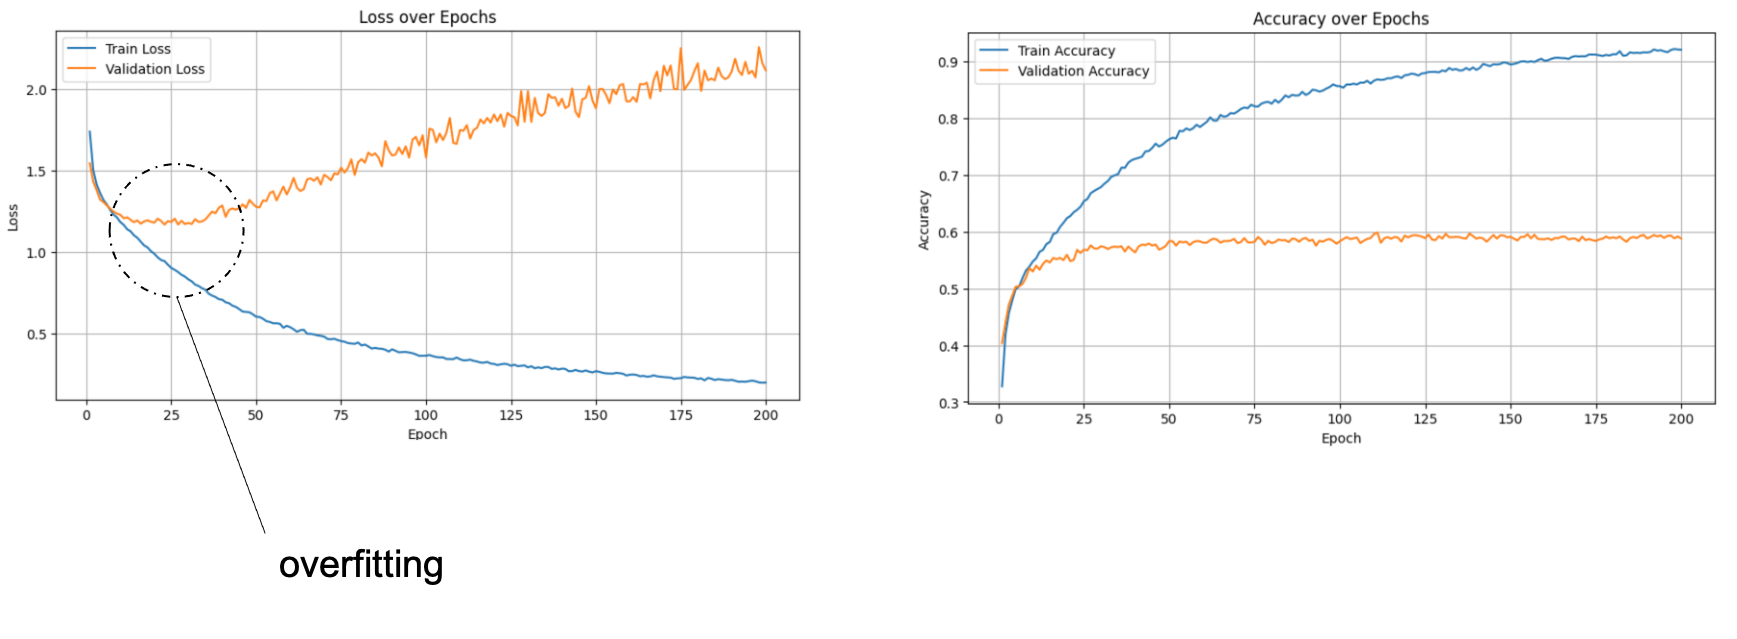 Loss over Epochs
Train Loss
Validation Loss
2.0
1.5
1.0
0.5
Loss
0 25 50 75 100 125 150 175 200
Epoch
overfitting
Accuracy over Epochs
Train Accuracy
Validation Accuracy
0.9
0.8
0.7
0.6
0.5
0.4
0.3
Accuracy
0 25 50 75 100 125 150 175 200
Epoch